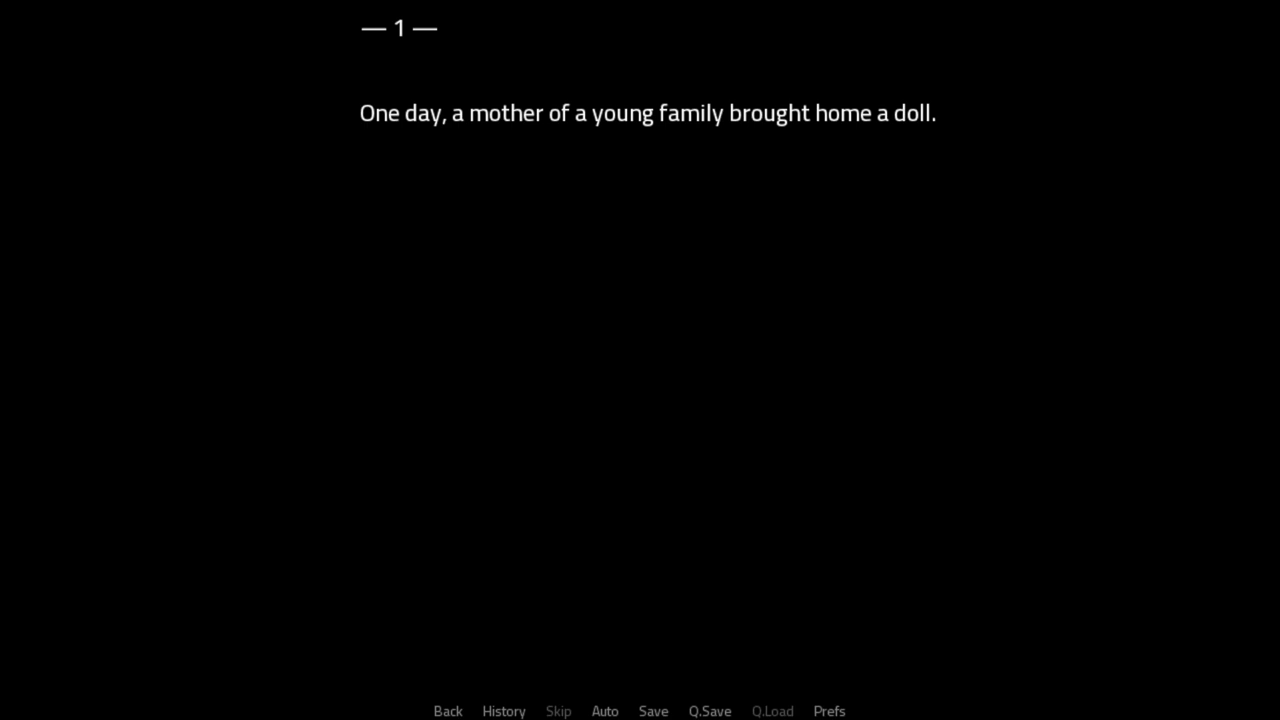 — 1 —
One day, a mother of a young family brought home a doll.
Back History Skip Auto Save Q.Save Q.Load Prefs